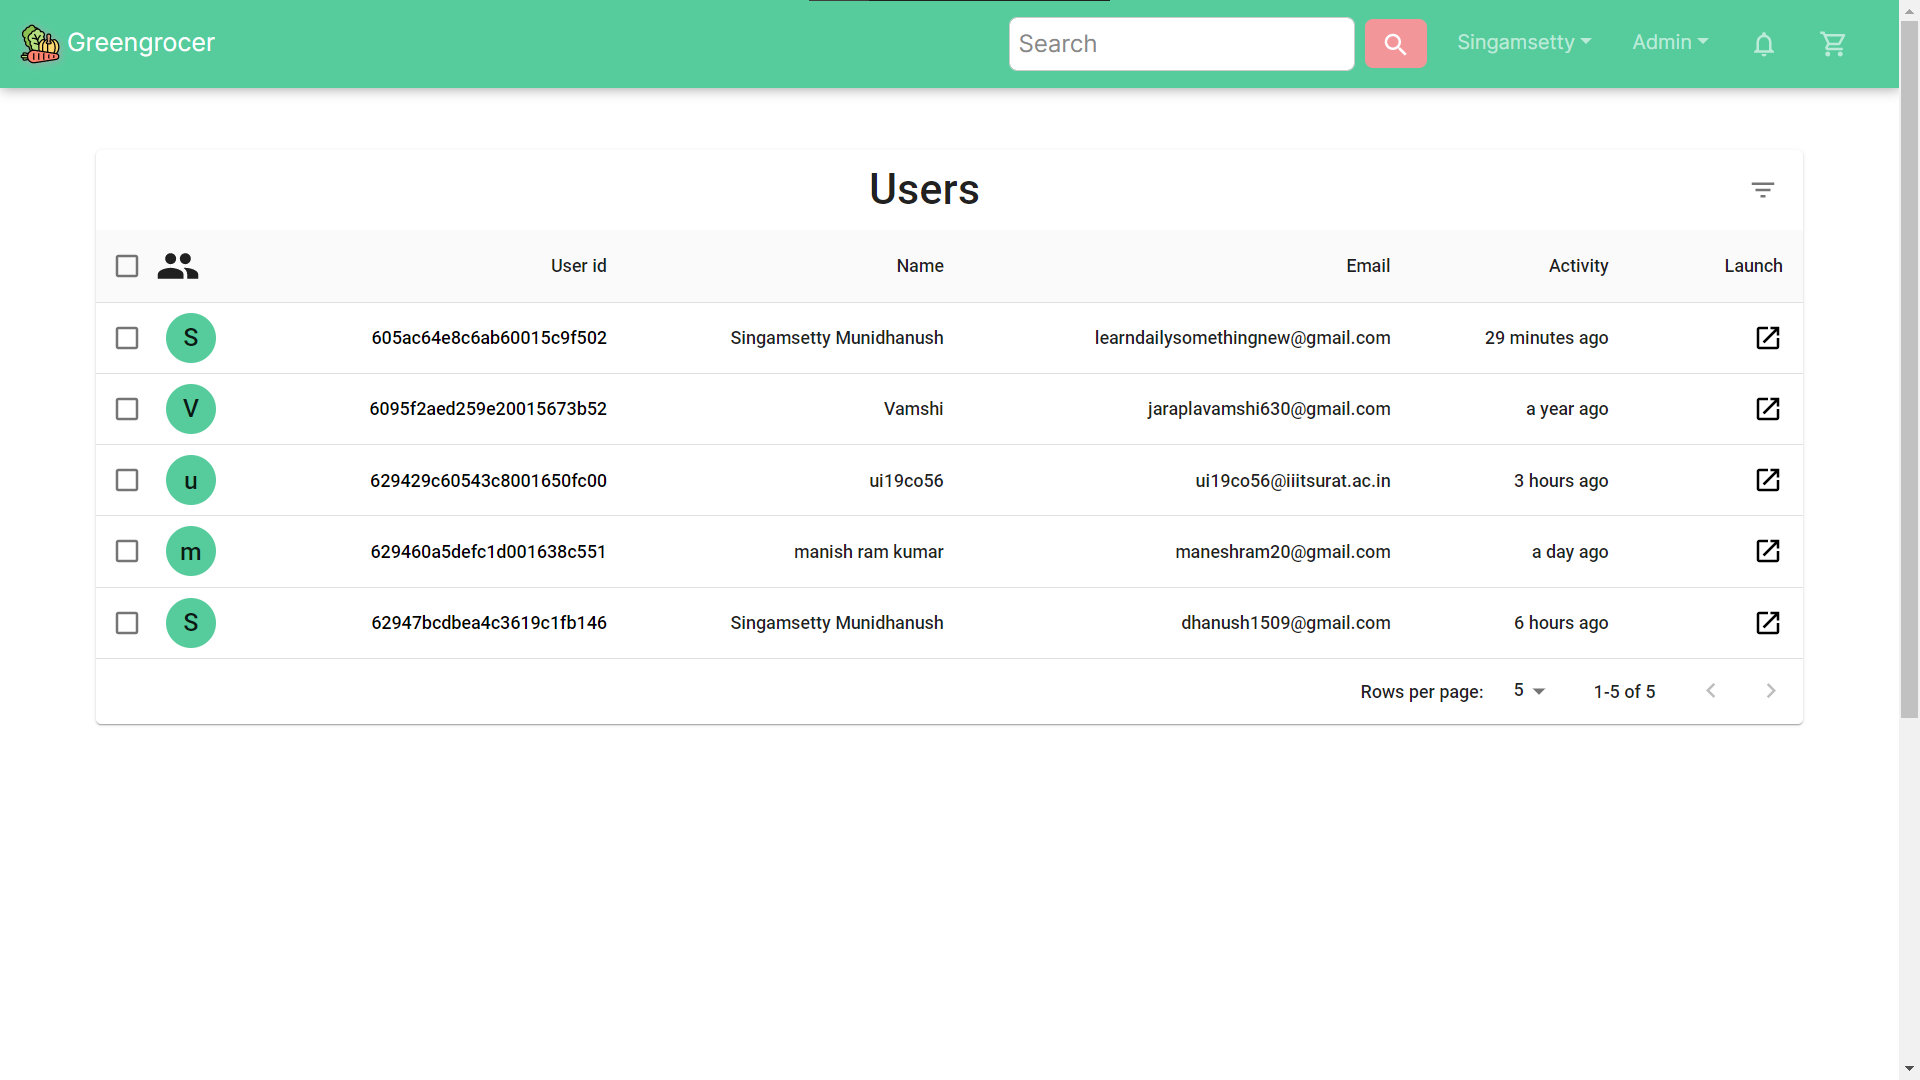 Greengrocer Search Singamsetty Admin
Users
User id Name Email Activity Launch
S 605ac64e8c6ab60015c9f502 Singamsetty Munidhanush learndailysomethingnew@gmail.com 29 minutes ago
V 6095f2aed259e20015673b52 Vamshi jaraplavamshi630@gmail.com a year ago
u 629429c60543c8001650fc00 ui19co56 ui19co56@iiitsurat.ac.in 3 hours ago
m 629460a5defc1d001638c551 manish ram kumar maneshram20@gmail.com a day ago
S 62947bcdbea4c3619c1fb146 Singamsetty Munidhanush dhanush1509@gmail.com 6 hours ago
Rows per page: 5 1-5 of 5